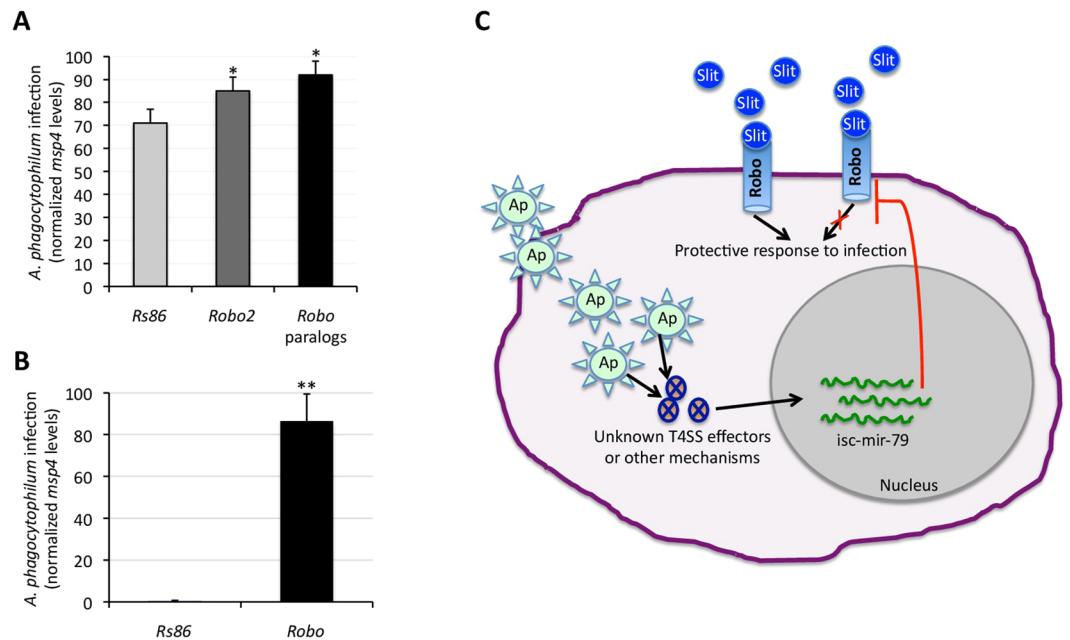 A
A. phagocytophilum infection
(normalized msp4 levels)
100
90
80
70
60
50
40
30
20
10
0
*
*
Rs86
Robo2
Robo
paralogs
B
A. phagocytophilum infection
(normalized msp4 levels)
100
80
60
40
20
0
**
Rs86
Robo
C
Slit
Slit
Slit
Slit
Slit
Slit
Slit
Robo
Robo
Protective response to infection
Ap
Ap
Ap
Ap
Ap
Unknown T4SS effectors
or other mechanisms
isc-mir-79
Nucleus